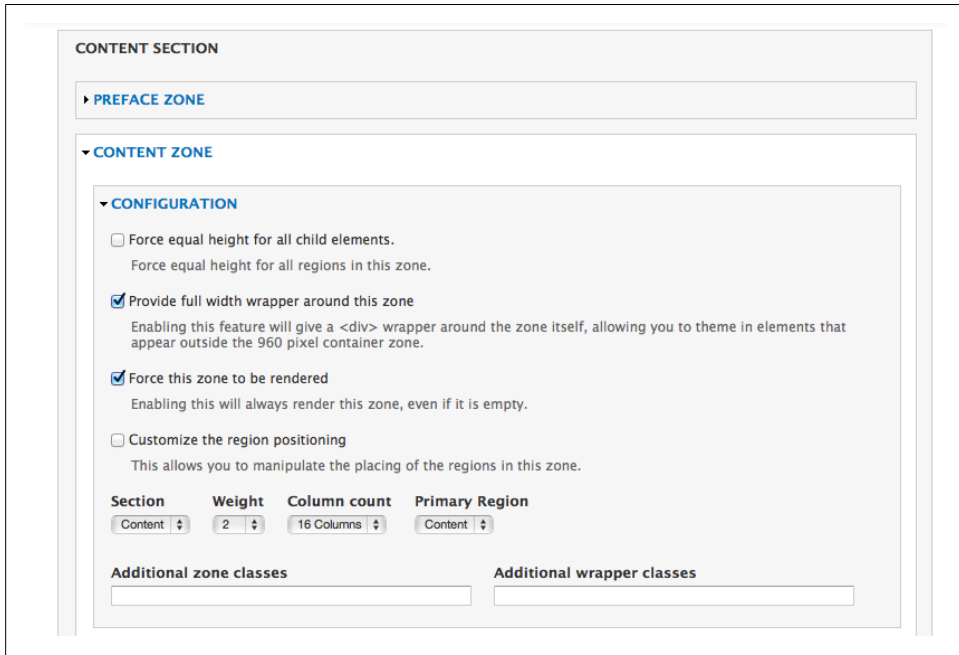 CONTENT SECTION
PREFACE ZONE
CONTENT ZONE
CONFIGURATION
Force equal height for all child elements.
Force equal height for all regions in this zone.
Provide full width wrapper around this zone
Enabling this feature will give a <div> wrapper around the zone itself, allowing you to theme in elements that
appear outside the 960 pixel container zone.
Force this zone to be rendered
Enabling this will always render this zone, even if it is empty.
Customize the region positioning
This allows you to manipulate the placing of the regions in this zone.
Section Weight Column count Primary Region
Content 2 16 Columns Content
Additional zone classes Additional wrapper classes